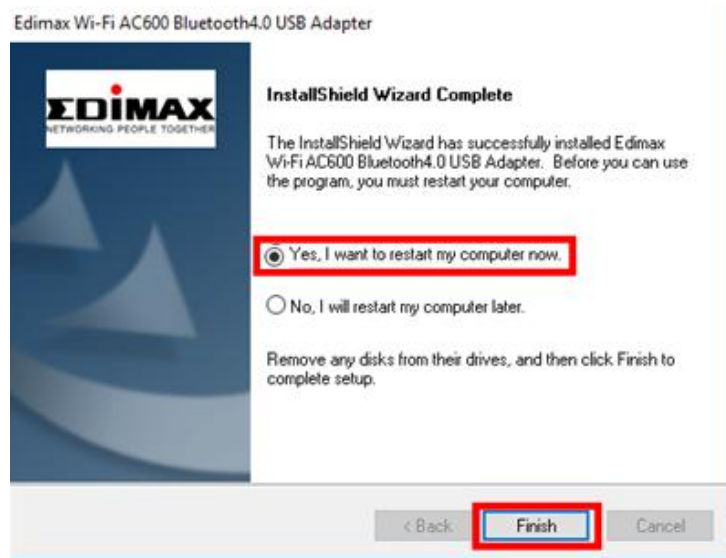 Edimax Wi-Fi AC600 Bluetooth4.0 USB Adapter
EDIMAX
NETWORKING PEOPLE TOGETHER
InstallShield Wizard Complete
The InstallShield Wizard has successfully installed Edimax
Wi-Fi AC600 Bluetooth4.0 USB Adapter. Before you can use
the program, you must restart your computer.
Yes, I want to restart my computer now.
No, I will restart my computer later.
Remove any disks from their drives, and then click Finish to
complete setup.
< Back Finish Cancel